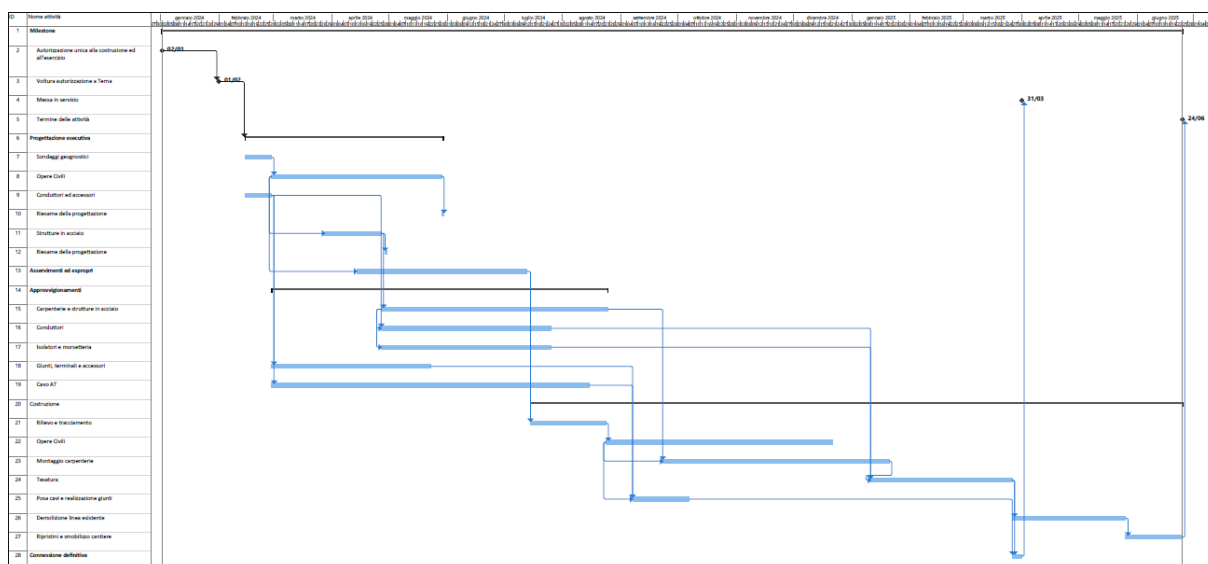 ID Nome attività gennaio 2024 febbraio 2024 marzo 2024 aprile 2024 maggio 2024 giugno 2024 luglio 2024 agosto 2024 settembre 2024 ottobre 2024 novembre 2024 dicembre 2024 gennaio 2025 febbraio 2025 marzo 2025 aprile 2025 maggio 2025 giugno 2025
1 Milestone
2 Autorizzazione unica alla costruzione ed 02/01
all'esercizio
3 Voltura autorizzazione a Terna 01/02
4 Messa in servizio 31/03
5 Termine delle attività 24/06
6 Progettazione esecutiva
7 Sondaggi geognostici
8 Opere Civili
9 Conduttori ed accessori
10 Riesame della progettazione
11 Strutture in acciaio
12 Riesame della progettazione
13 Asservimenti ed espropri
14 Approvvigionamenti
15 Carpenterie e strutture in acciaio
16 Conduttori
17 Isolatori e morsetteria
18 Giunti, terminali e accessori
19 Cavo AT
20 Costruzione
21 Rilievo e tracciamento
22 Opere Civili
23 Montaggio carpenterie
24 Tesatura
25 Posa cavi e realizzazione giunti
26 Demolizione linea esistente
27 Ripristini e smobilizzo cantiere
28 Connessione definitiva